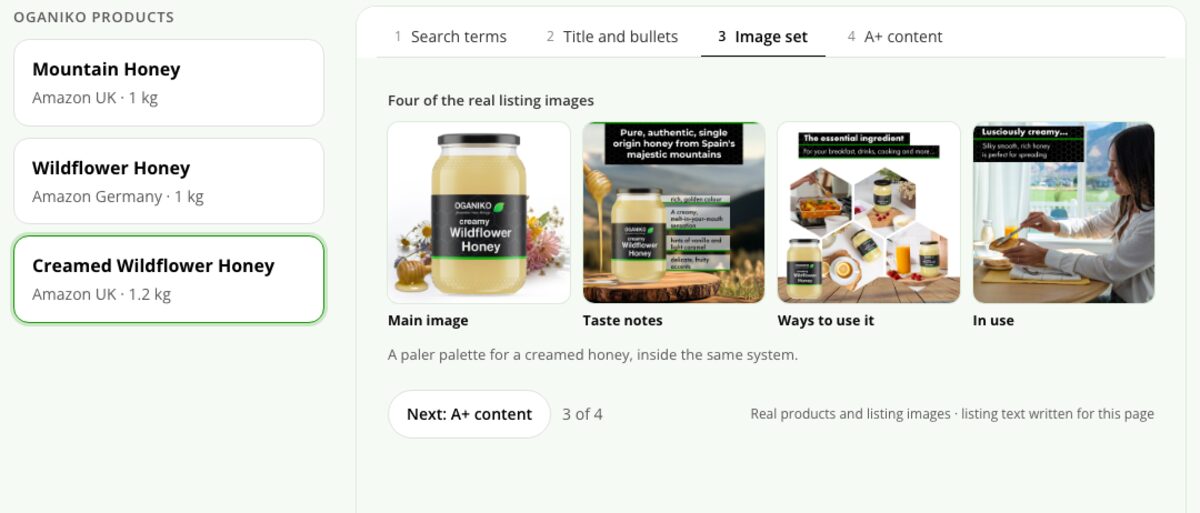 OGANIKO PRODUCTS
Mountain Honey
Amazon UK · 1 kg
Wildflower Honey
Amazon Germany · 1 kg
Creamed Wildflower Honey
Amazon UK · 1.2 kg
1 Search terms
2 Title and bullets
3 Image set
4 A+ content
Four of the real listing images
OGANIKO
creamy
Wildflower
Honey
Pure, authentic, single
origin honey from Spain's
majestic mountains
rich, golden colour
A creamy,
melt-in-your-mouth
sensation
hints of vanilla and
light caramel
delicate, fruity
accents
OGANIKO
creamy
Wildflower
Honey
The essential ingredient
For your breakfast, drinks, cooking and more...
Lusciously creamy...
Silky smooth, rich honey
is perfect for spreading
Main image
Taste notes
Ways to use it
In use
A paler palette for a creamed honey, inside the same system.
Next: A+ content
3 of 4
Real products and listing images · listing text written for this page